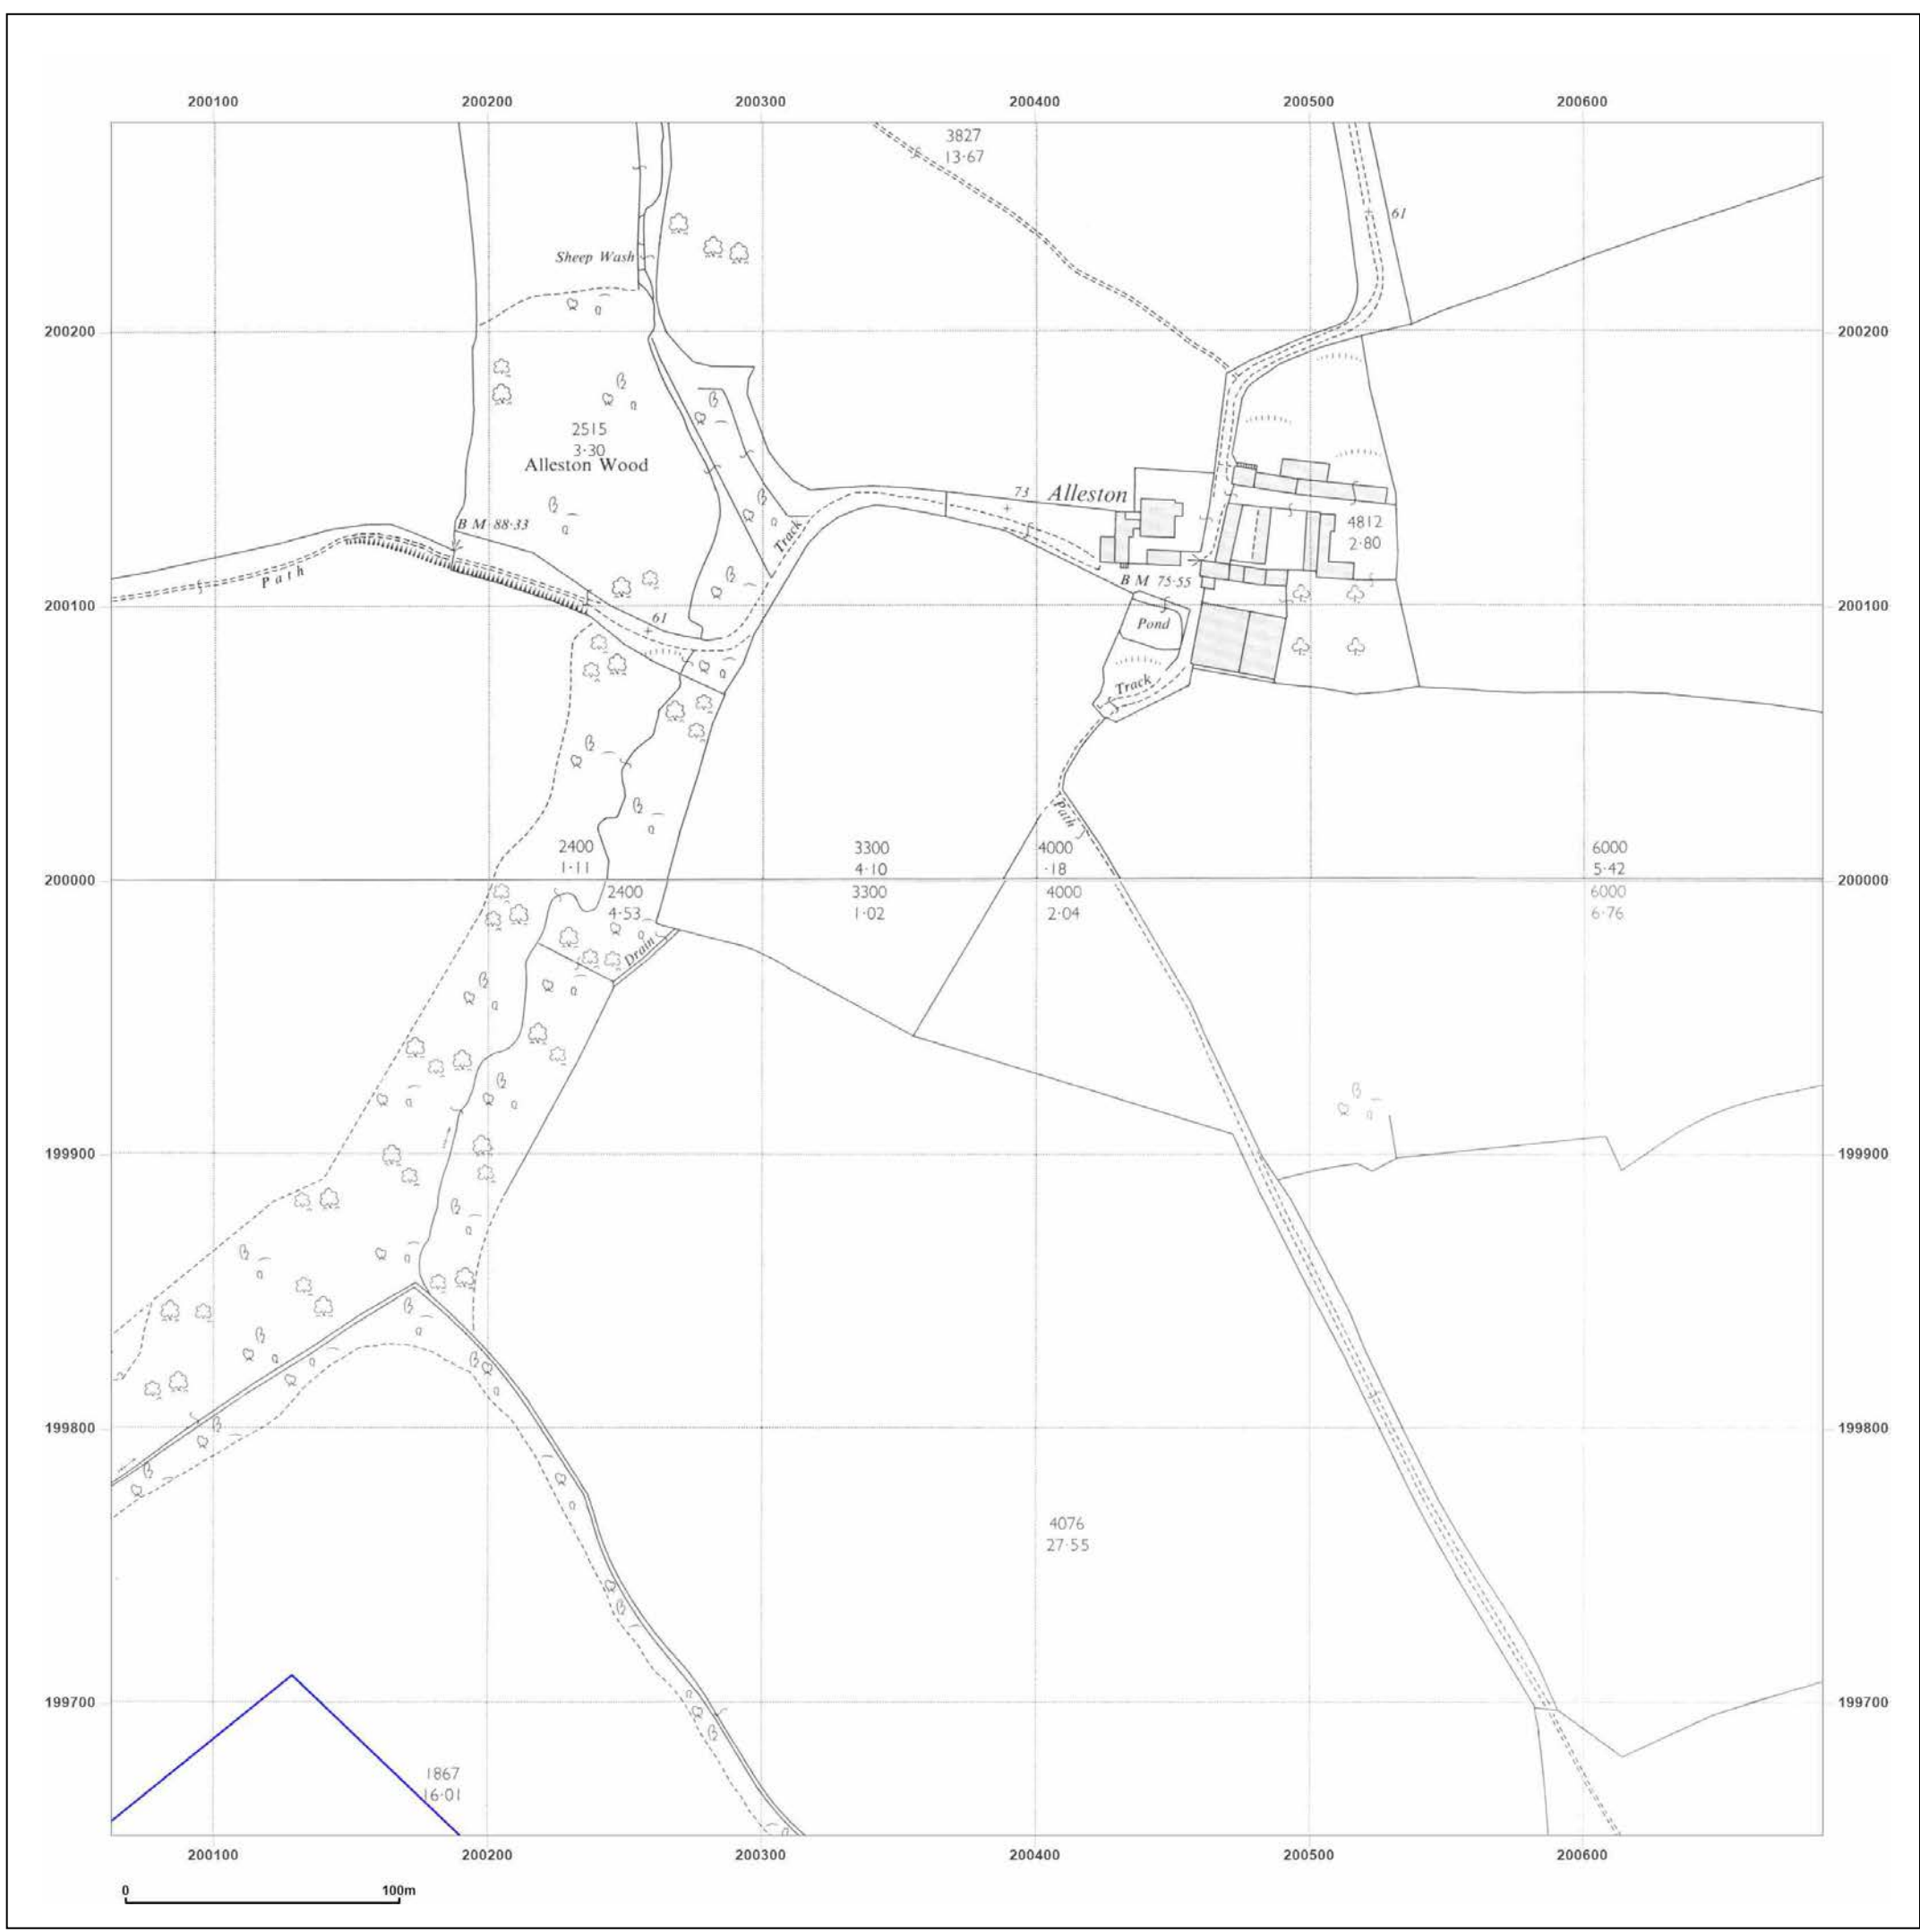 200100 200200 200300 200400 200500 200600
3827
13·67
61
Sheep Wash
200200 200200
2515
3·30
Alleston Wood
73 Alleston
4812
2·80
B M 88·33
Track
Path
B M 75·55
200100 200100
61
Pond
Track
Path
2400
1·11
3300
4·10
4000
·18
6000
5·42
200000 200000
2400
4·53
3300
1·02
4000
2·04
6000
6·76
Drain
199900 199900
199800 199800
4076
27·55
199700 199700
1867
16·01
200100 200200 200300 200400 200500 200600
0 100m